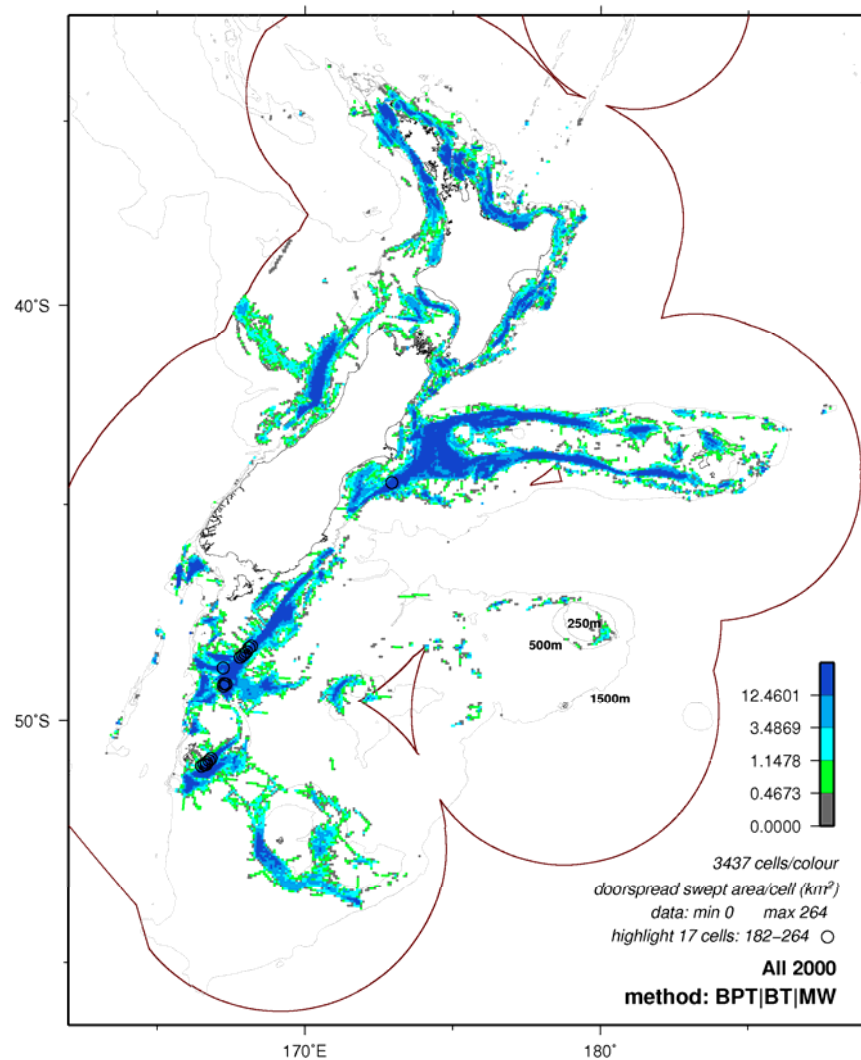 40°S
250m
500m
1500m
50°S
12.4601
3.4869
1.1478
0.4673
0.0000
3437 cells/colour
doorspread swept area/cell (km²)
data: min 0 max 264
highlight 17 cells: 182–264
All 2000
method: BPT|BT|MW
170°E
180°